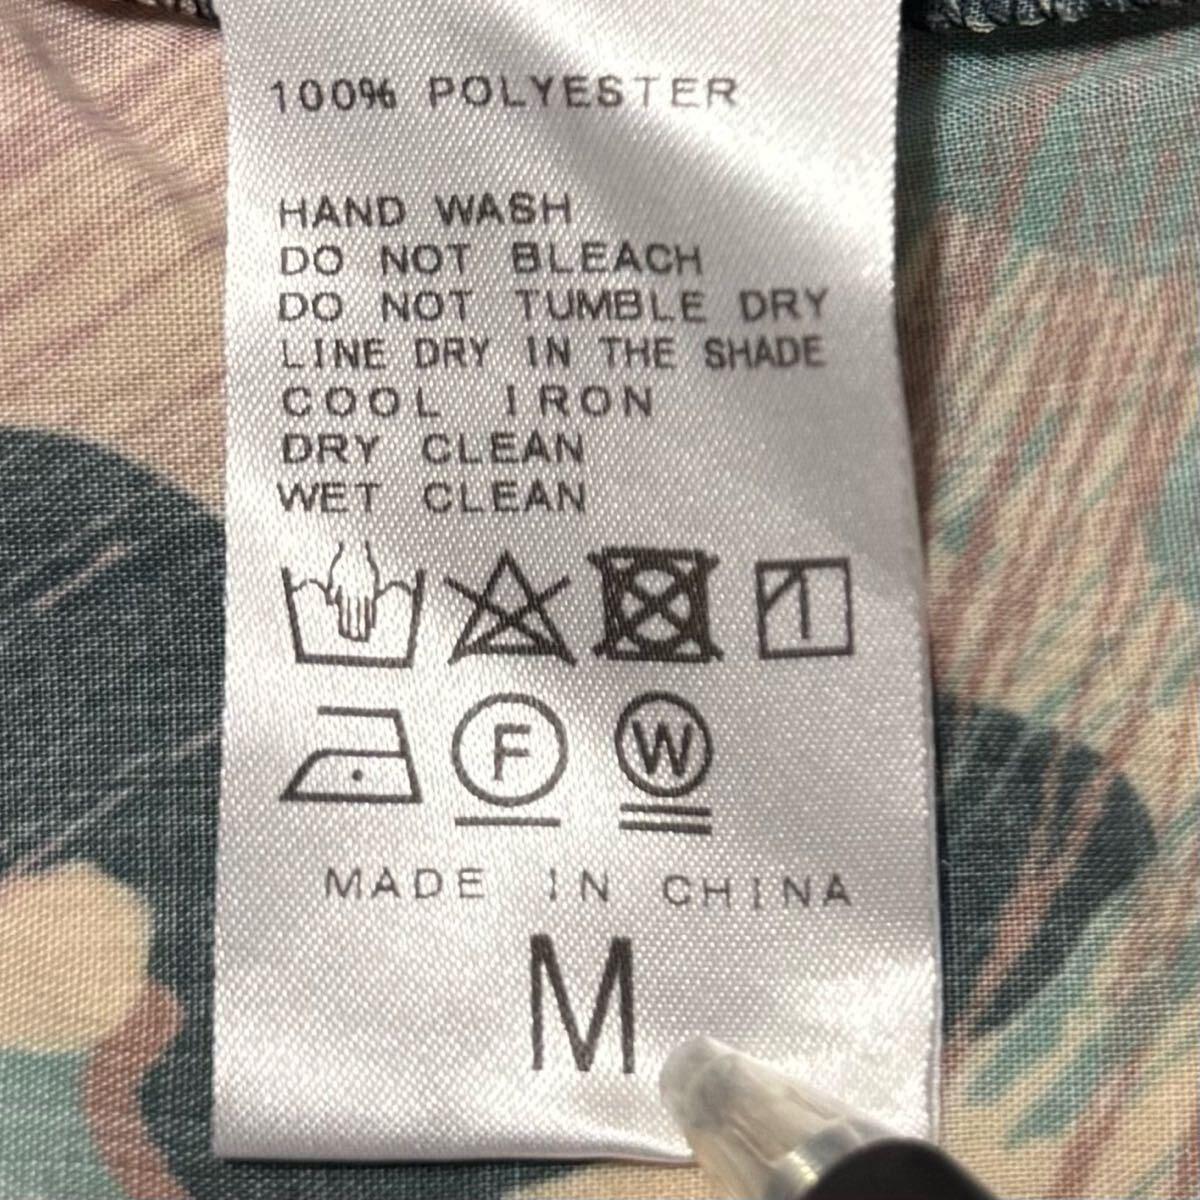 100% POLYESTER
HAND WASH
DO NOT BLEACH
DO NOT TUMBLE DRY
LINE DRY IN THE SHADE
COOL IRON
DRY CLEAN
WET CLEAN
F W
MADE IN CHINA
M